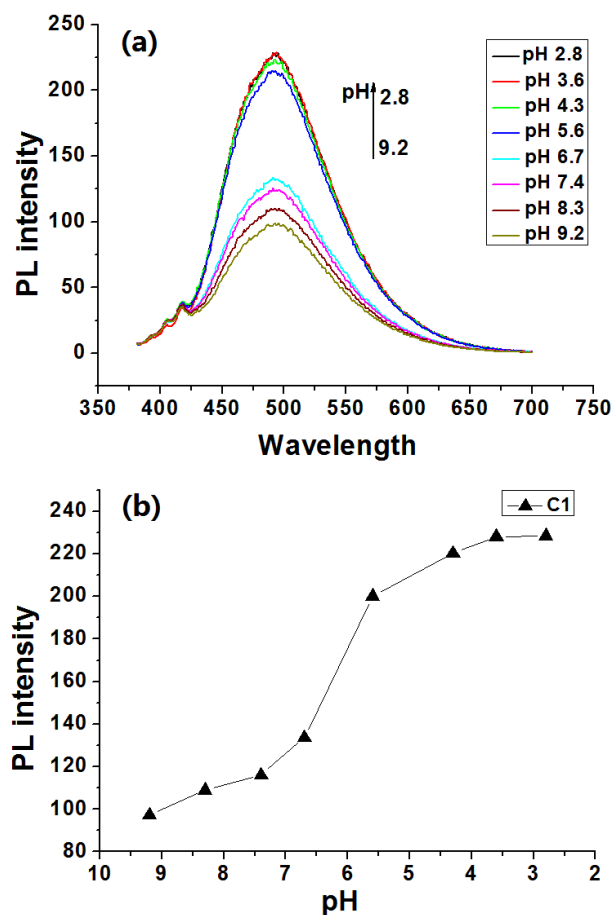 (a)
pH 2.8
pH 3.6
pH 4.3
pH 5.6
pH 6.7
pH 7.4
pH 8.3
pH 9.2
pH 2.8
9.2
250
200
150
100
50
0
PL intensity
350 400 450 500 550 600 650 700 750
Wavelength
(b)
C1
240
220
200
180
160
140
120
100
80
PL intensity
10 9 8 7 6 5 4 3 2
pH